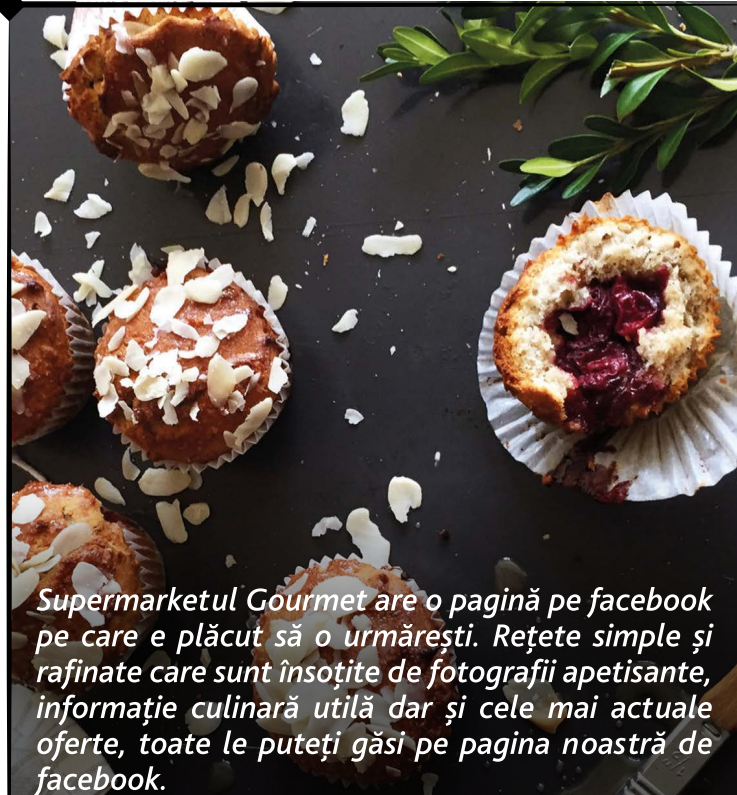 Supermarketul Gourmet are o pagină pe facebook
pe care e plăcut să o urmărești. Rețete simple și
rafinate care sunt însoțite de fotografii apetisante,
informație culinară utilă dar și cele mai actuale
oferte, toate le puteți găsi pe pagina noastră de
facebook.